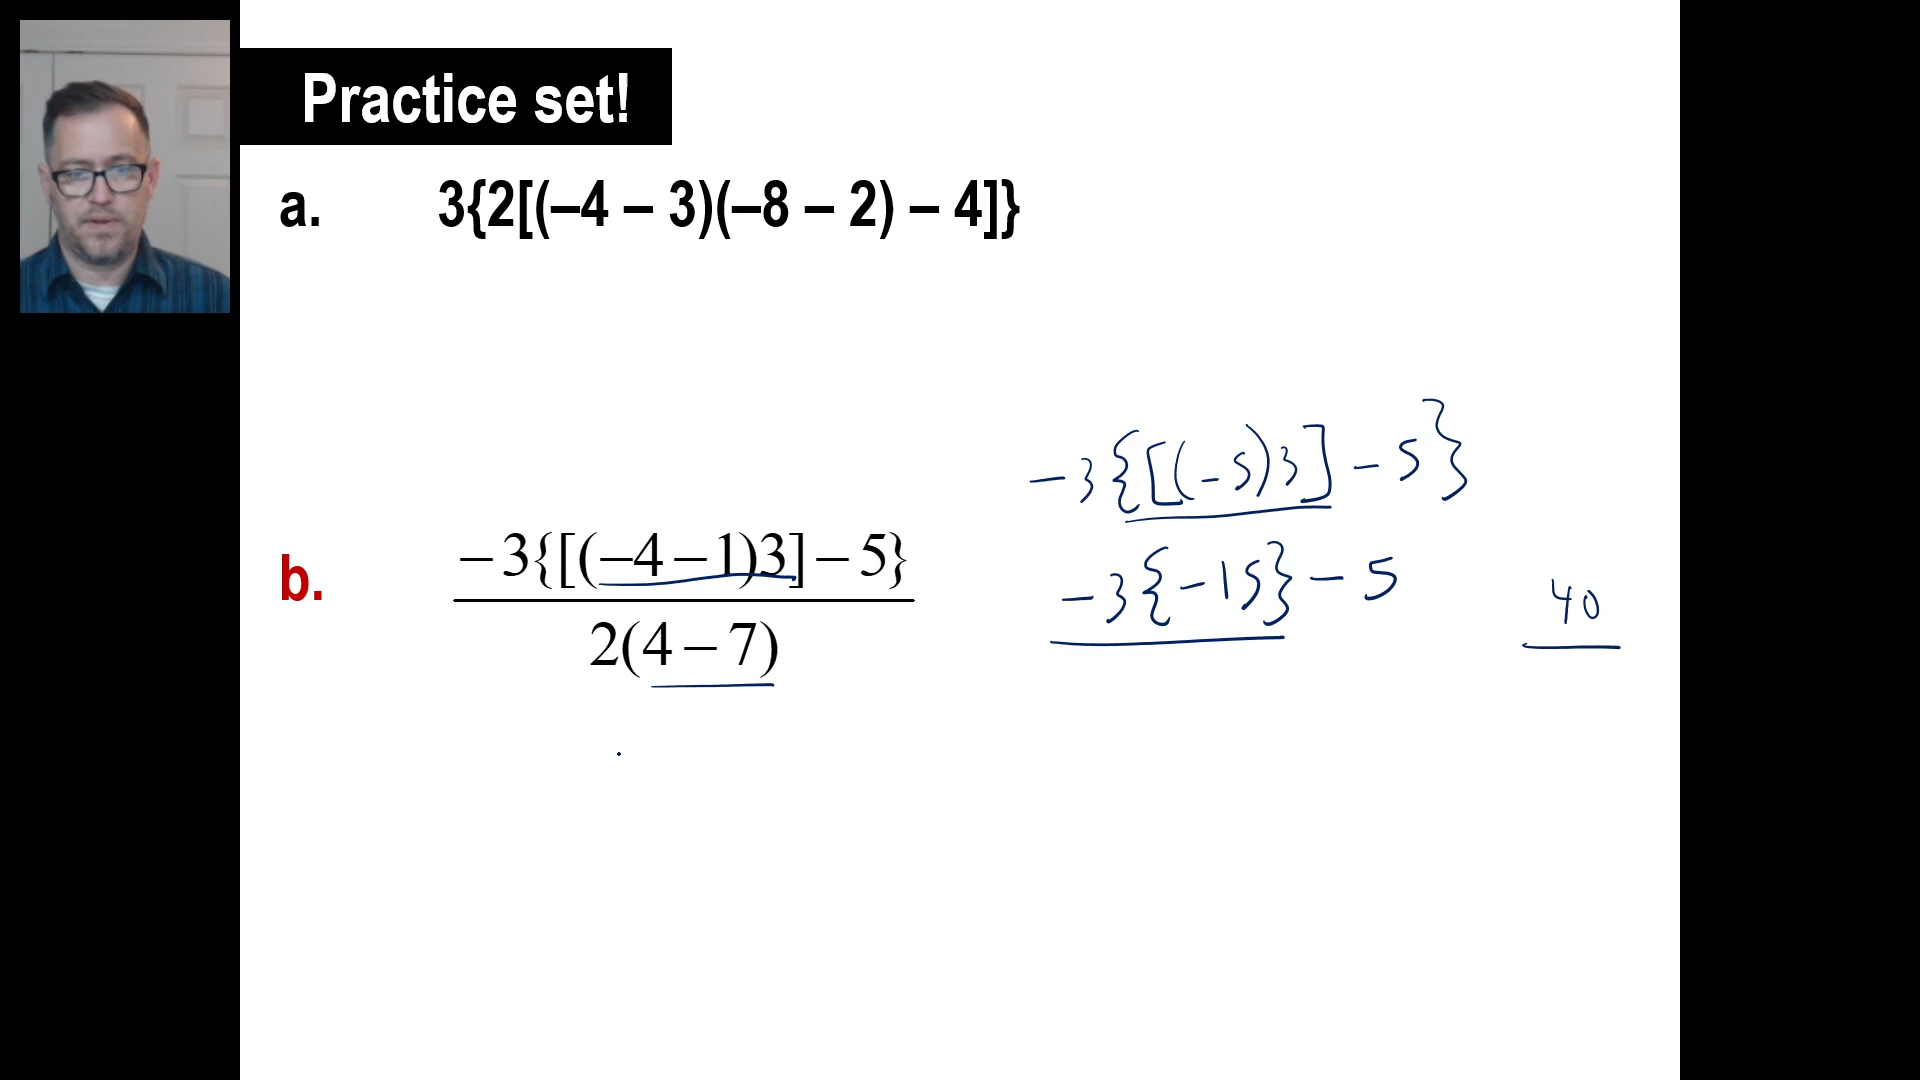 Practice set!
a. 3{2[(–4 – 3)(–8 – 2) – 4]}
b. −3{[(−4 −1)3] − 5}
2(4 − 7)
-3{[(-5)3] - 5}
-3{-15} - 5
40